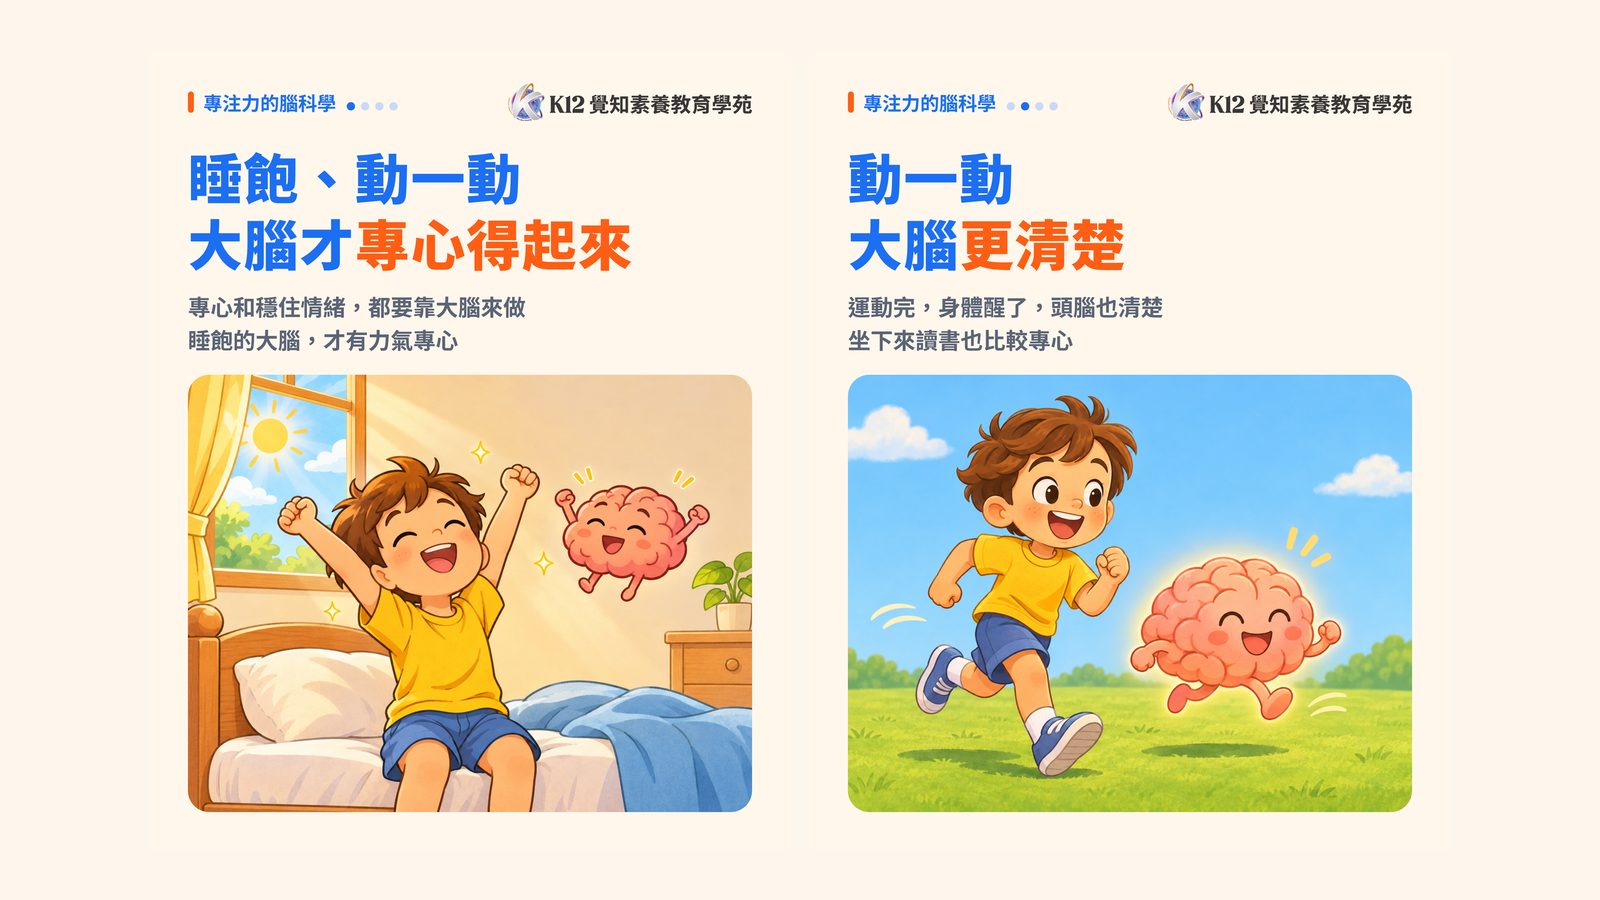 專注力的腦科學
K12 覺知素養教育學苑
睡飽、動一動
大腦才專心得起來
專心和穩住情緒，都要靠大腦來做
睡飽的大腦，才有力氣專心
專注力的腦科學
K12 覺知素養教育學苑
動一動
大腦更清楚
運動完，身體醒了，頭腦也清楚
坐下來讀書也比較專心